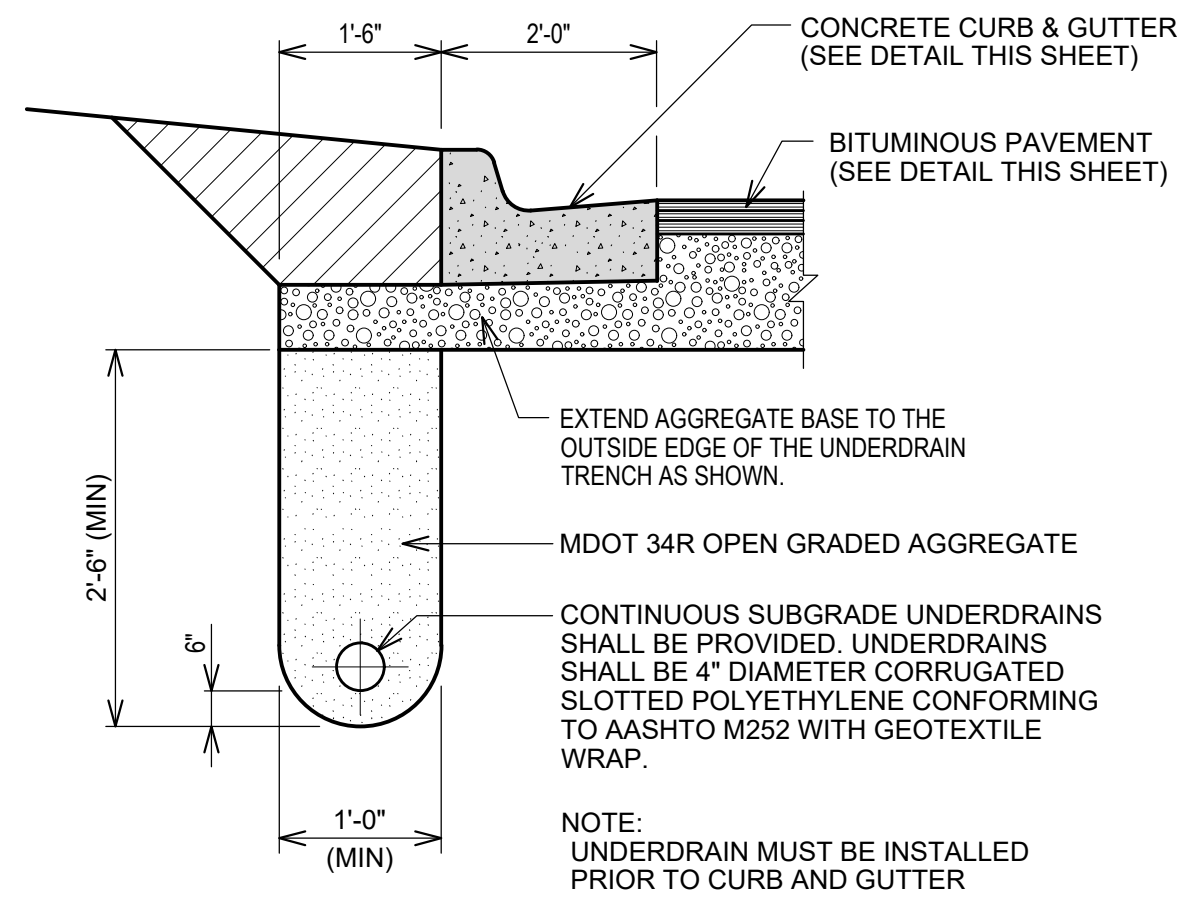 1'-6"
2'-0"
CONCRETE CURB & GUTTER
(SEE DETAIL THIS SHEET)
BITUMINOUS PAVEMENT
(SEE DETAIL THIS SHEET)
EXTEND AGGREGATE BASE TO THE
OUTSIDE EDGE OF THE UNDERDRAIN
TRENCH AS SHOWN.
2'-6" (MIN)
MDOT 34R OPEN GRADED AGGREGATE
6"
CONTINUOUS SUBGRADE UNDERDRAINS
SHALL BE PROVIDED. UNDERDRAINS
SHALL BE 4" DIAMETER CORRUGATED
SLOTTED POLYETHYLENE CONFORMING
TO AASHTO M252 WITH GEOTEXTILE
WRAP.
1'-0"
(MIN)
NOTE:
UNDERDRAIN MUST BE INSTALLED
PRIOR TO CURB AND GUTTER